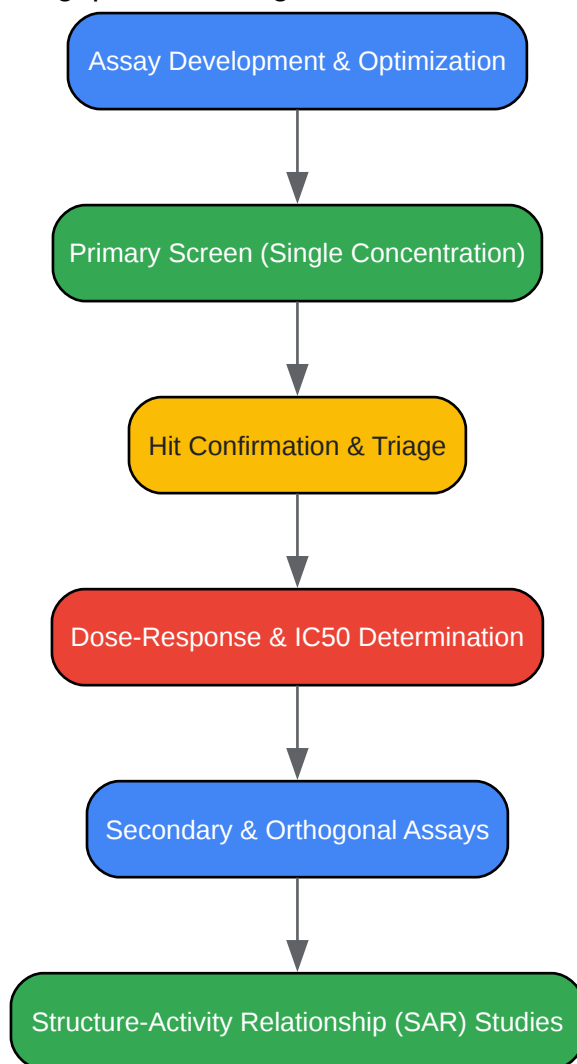 Assay Development & Optimization
Primary Screen (Single Concentration)
Hit Confirmation & Triage
Dose-Response & IC50 Determination
Secondary & Orthogonal Assays
Structure-Activity Relationship (SAR) Studies